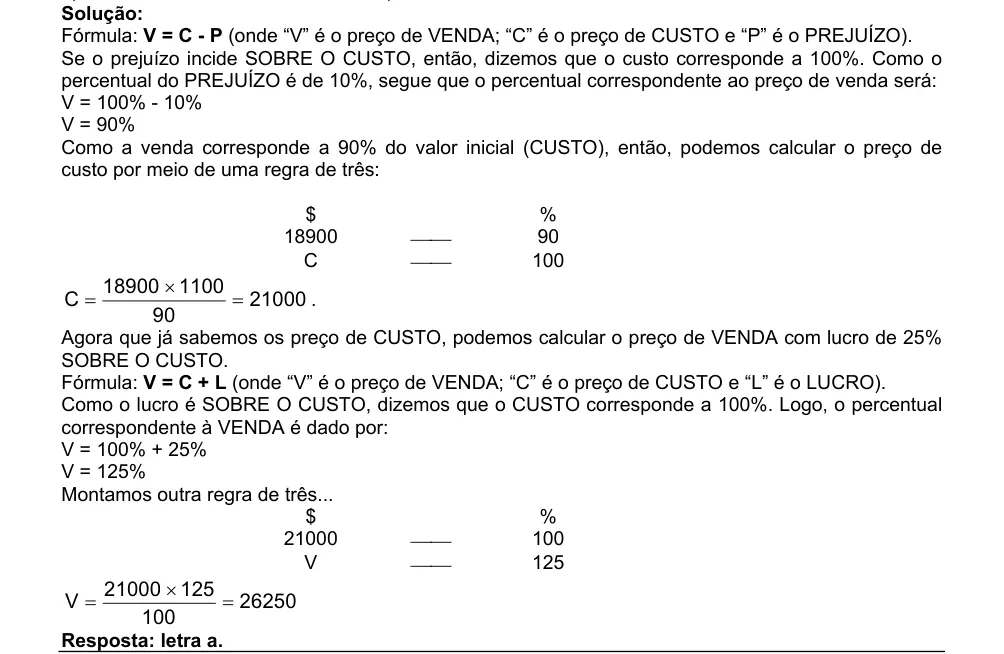 Solução:
Fórmula: V = C - P (onde “V” é o preço de VENDA; “C” é o preço de CUSTO e “P” é o PREJUÍZO).
Se o prejuízo incide SOBRE O CUSTO, então, dizemos que o custo corresponde a 100%. Como o
percentual do PREJUÍZO é de 10%, segue que o percentual correspondente ao preço de venda será:
V = 100% - 10%
V = 90%
Como a venda corresponde a 90% do valor inicial (CUSTO), então, podemos calcular o preço de
custo por meio de uma regra de três:
$ %
18900 —— 90
C —— 100
C = 18900 × 1100 / 90 = 21000 .
Agora que já sabemos os preço de CUSTO, podemos calcular o preço de VENDA com lucro de 25%
SOBRE O CUSTO.
Fórmula: V = C + L (onde “V” é o preço de VENDA; “C” é o preço de CUSTO e “L” é o LUCRO).
Como o lucro é SOBRE O CUSTO, dizemos que o CUSTO corresponde a 100%. Logo, o percentual
correspondente à VENDA é dado por:
V = 100% + 25%
V = 125%
Montamos outra regra de três...
$ %
21000 —— 100
V —— 125
V = 21000 × 125 / 100 = 26250
Resposta: letra a.